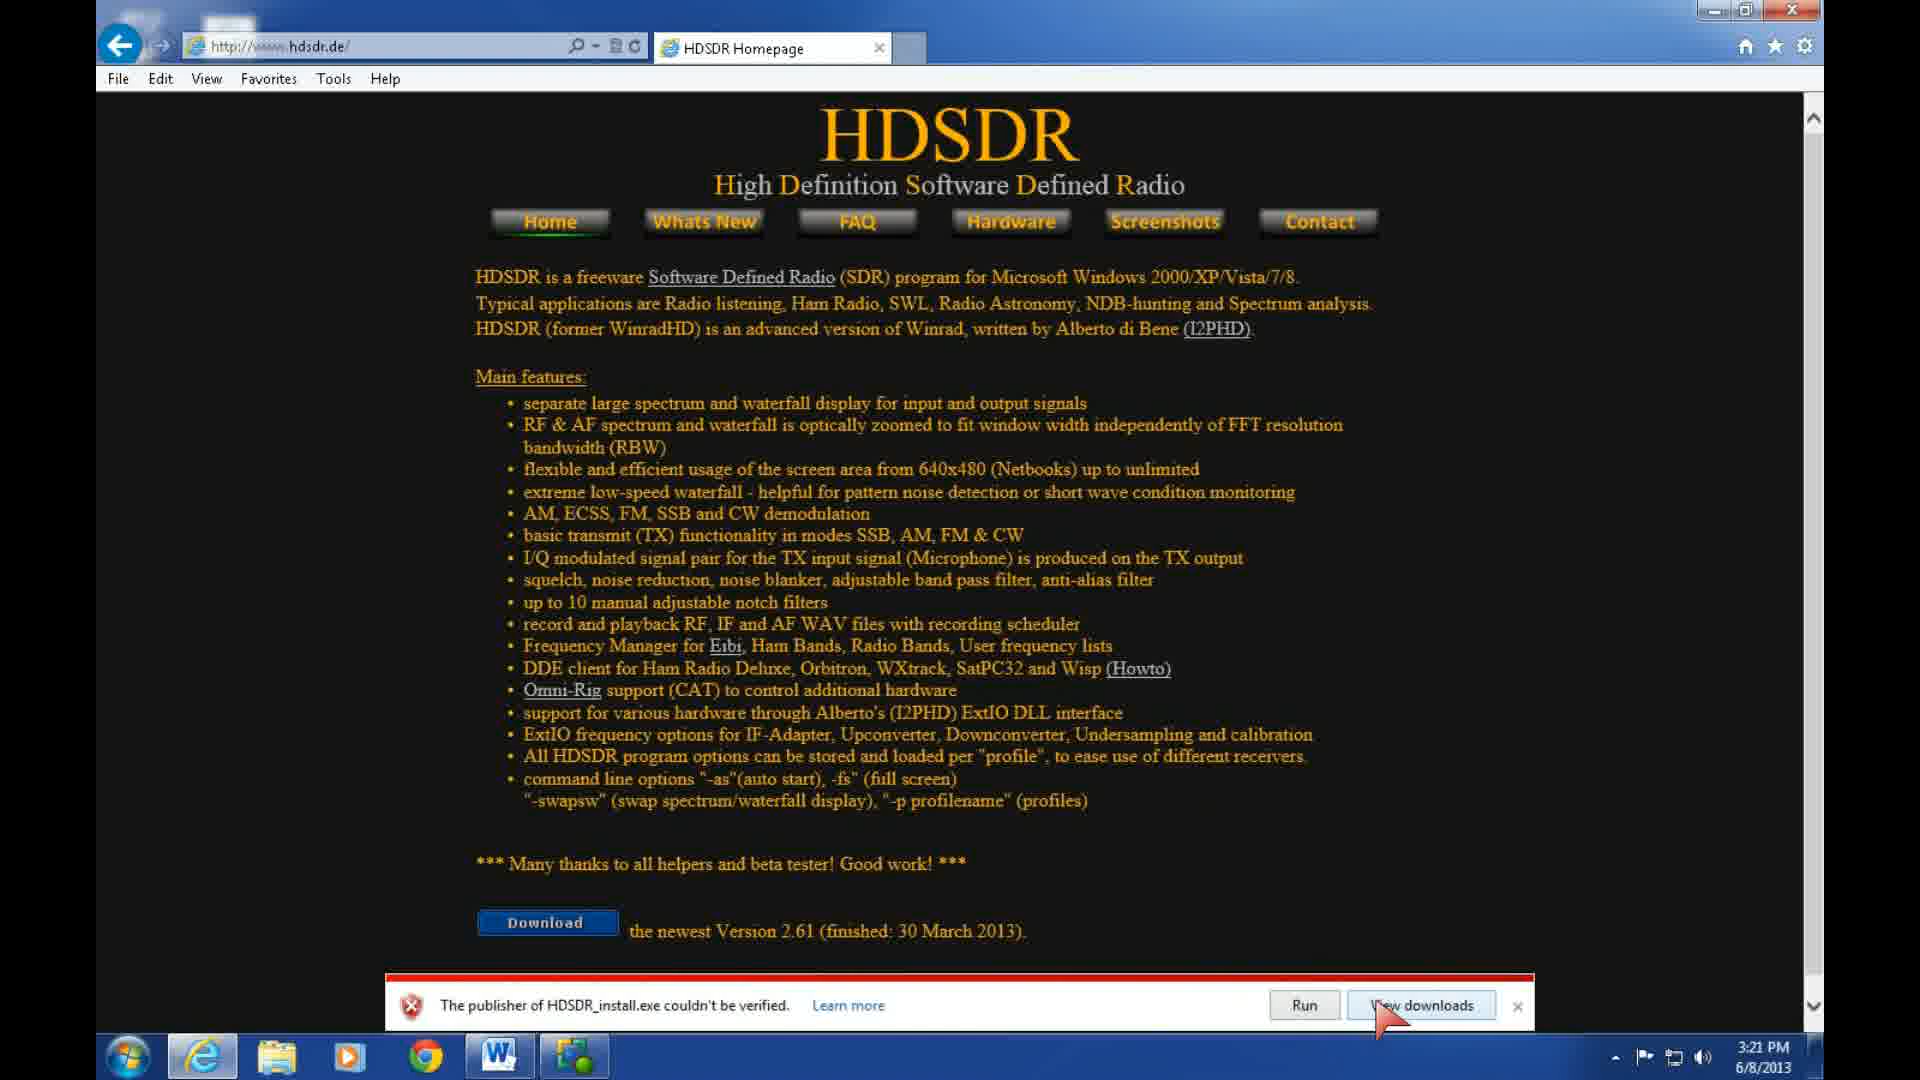 http://www.hdsdr.de/
HDSDR Homepage
File Edit View Favorites Tools Help
HDSDR
High Definition Software Defined Radio
Home Whats New FAQ Hardware Screenshots Contact
HDSDR is a freeware Software Defined Radio (SDR) program for Microsoft Windows 2000/XP/Vista/7/8.
Typical applications are Radio listening, Ham Radio, SWL, Radio Astronomy, NDB-hunting and Spectrum analysis.
HDSDR (former WinradHD) is an advanced version of Winrad, written by Alberto di Bene (I2PHD).
Main features:
• separate large spectrum and waterfall display for input and output signals
• RF & AF spectrum and waterfall is optically zoomed to fit window width independently of FFT resolution
bandwidth (RBW)
• flexible and efficient usage of the screen area from 640x480 (Netbooks) up to unlimited
• extreme low-speed waterfall - helpful for pattern noise detection or short wave condition monitoring
• AM, ECSS, FM, SSB and CW demodulation
• basic transmit (TX) functionality in modes SSB, AM, FM & CW
• I/Q modulated signal pair for the TX input signal (Microphone) is produced on the TX output
• squelch, noise reduction, noise blanker, adjustable band pass filter, anti-alias filter
• up to 10 manual adjustable notch filters
• record and playback RF, IF and AF WAV files with recording scheduler
• Frequency Manager for Eibi, Ham Bands, Radio Bands, User frequency lists
• DDE client for Ham Radio Deluxe, Orbitron, WXtrack, SatPC32 and Wisp (Howto)
• Omni-Rig support (CAT) to control additional hardware
• support for various hardware through Alberto's (I2PHD) ExtIO DLL interface
• ExtIO frequency options for IF-Adapter, Upconverter, Downconverter, Undersampling and calibration
• All HDSDR program options can be stored and loaded per "profile", to ease use of different receivers.
• command line options "-as"(auto start), -fs" (full screen)
"-swapsw" (swap spectrum/waterfall display), "-p profilename" (profiles)
*** Many thanks to all helpers and beta tester! Good work! ***
Download the newest Version 2.61 (finished: 30 March 2013).
The publisher of HDSDR_install.exe couldn't be verified. Learn more Run View downloads
3:21 PM
6/8/2013